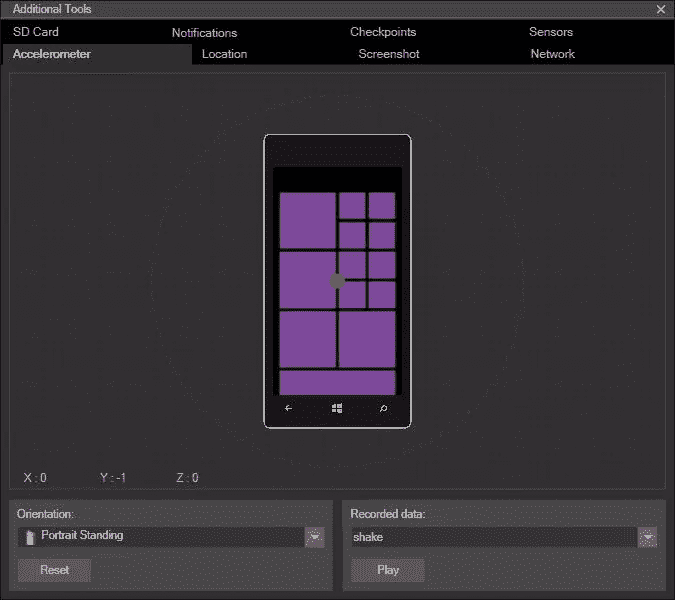 Additional Tools
SD Card Notifications Checkpoints Sensors
Accelerometer Location Screenshot Network
X : 0 Y : -1 Z : 0
Orientation: Recorded data:
Portrait Standing shake
Reset Play